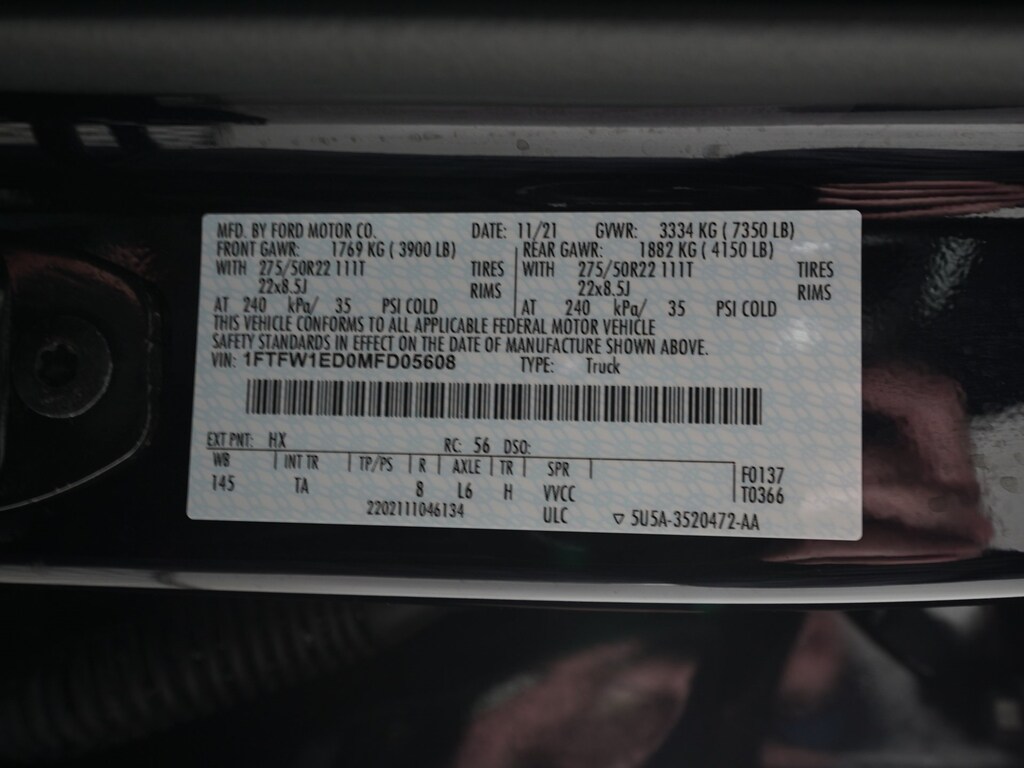 MFD. BY FORD MOTOR CO. DATE: 11/21 GVWR: 3334 KG ( 7350 LB)
FRONT GAWR: 1769 KG ( 3900 LB) REAR GAWR: 1882 KG ( 4150 LB)
WITH 275/50R22 111T TIRES WITH 275/50R22 111T TIRES
22x8.5J RIMS 22x8.5J RIMS
AT 240 kPa/ 35 PSI COLD AT 240 kPa/ 35 PSI COLD
THIS VEHICLE CONFORMS TO ALL APPLICABLE FEDERAL MOTOR VEHICLE
SAFETY STANDARDS IN EFFECT ON THE DATE OF MANUFACTURE SHOWN ABOVE.
VIN: 1FTFW1ED0MFD05608 TYPE: Truck
EXT PNT: HX RC: 56 DSO:
WB INT TR TP/PS R AXLE TR SPR F0137
145 TA 8 L6 H VVCC T0366
2202111046134 ULC ▽ 5U5A-3520472-AA